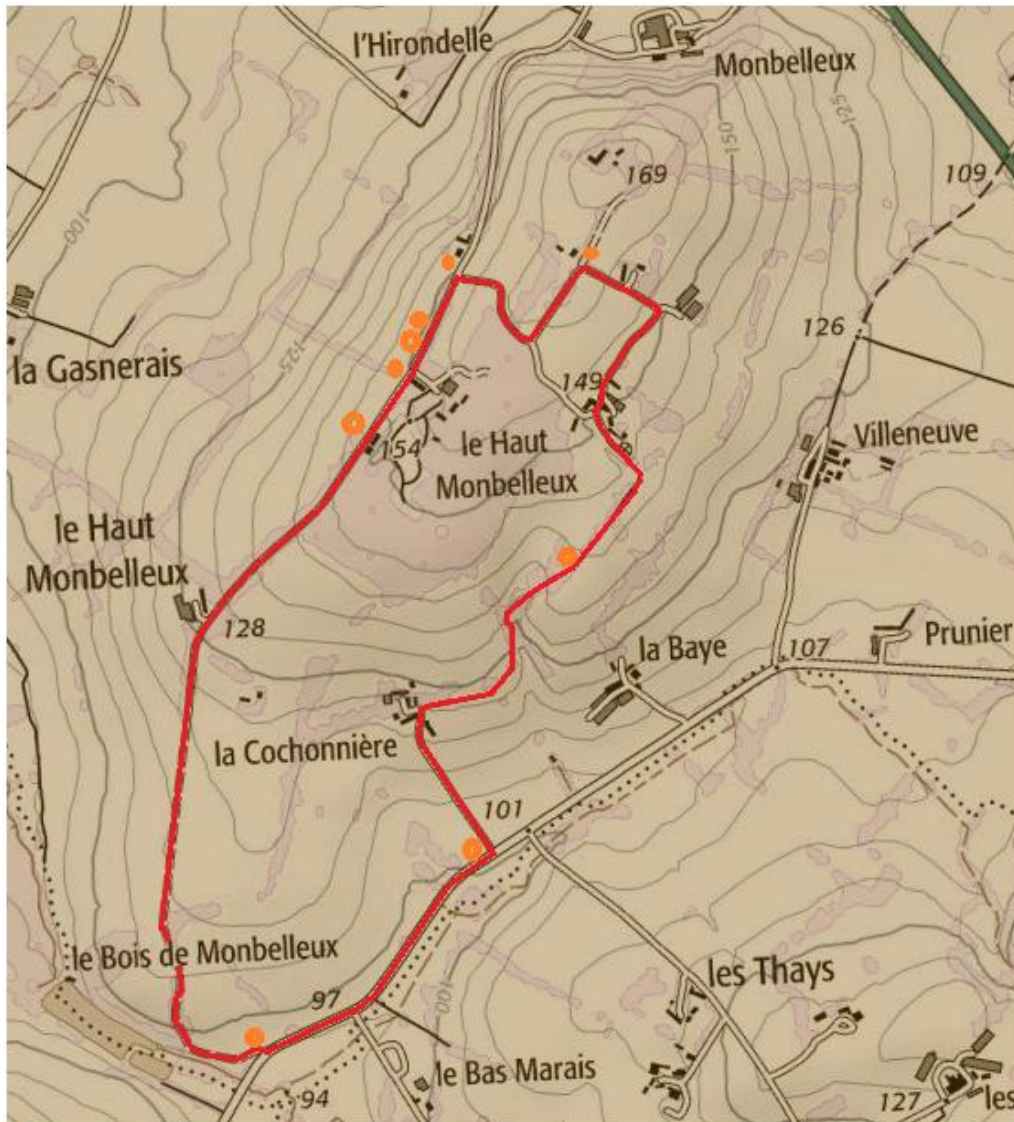 l'Hirondelle
Monbelleux
125
150
169
109
100
126
la Gasnerais
125
149
Villeneuve
154
le Haut
Monbelleux
le Haut
Monbelleux
128
la Baye
107
Prunier
la Cochonnière
101
le Bois de Monbelleux
97
100
les Thays
le Bas Marais
94
127
les